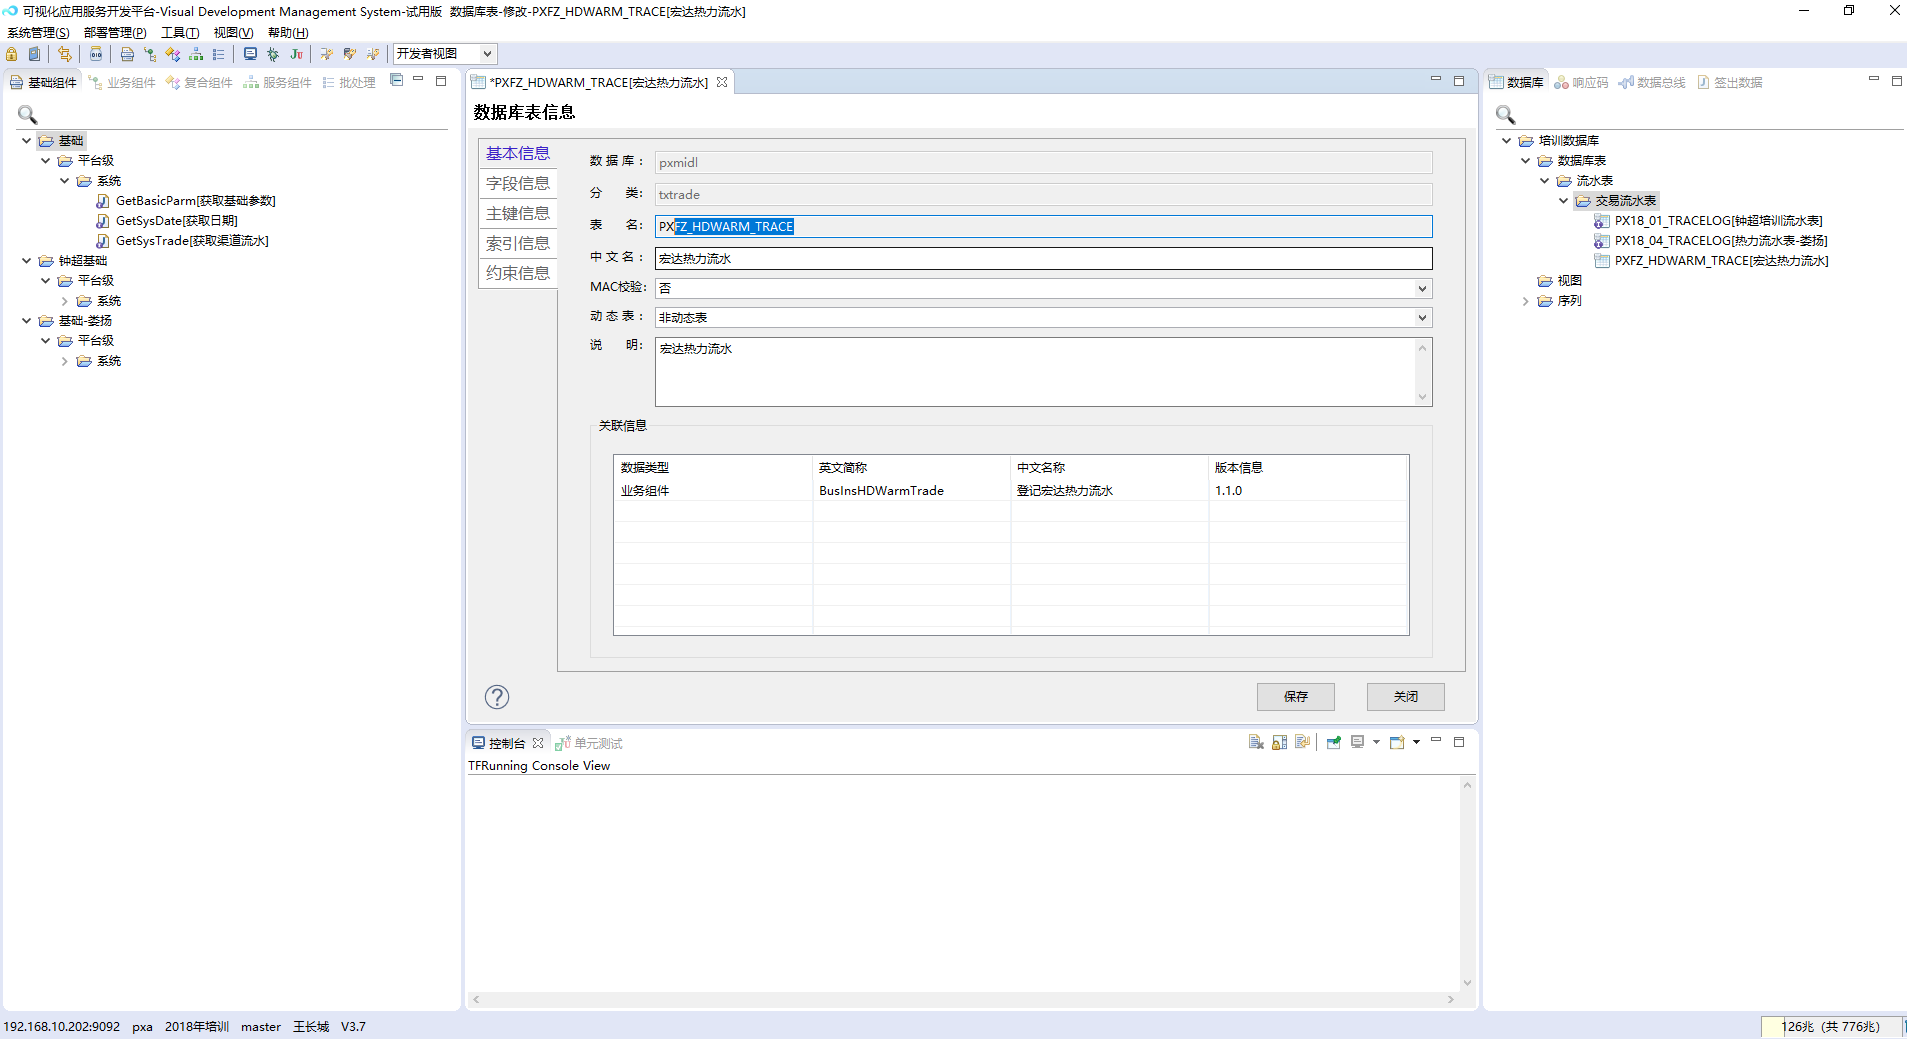 可视化应用服务开发平台-Visual Development Management System-试用版 数据库表-修改-PXFZ_HDWARM_TRACE[宏达热力流水]
系统管理(S) 部署管理(P) 工具(T) 视图(V) 帮助(H)
开发者视图
基础组件 业务组件 复合组件 服务组件 批处理
基础
平台级
系统
GetBasicParm[获取基础参数]
GetSysDate[获取日期]
GetSysTrade[获取渠道流水]
钟超基础
平台级
系统
基础-娄扬
平台级
系统
*PXFZ_HDWARM_TRACE[宏达热力流水]
数据库表信息
基本信息
字段信息
主键信息
索引信息
约束信息
数 据 库： pxmidl
分 类： txtrade
表 名： PXFZ_HDWARM_TRACE
中 文 名： 宏达热力流水
MAC校验： 否
动 态 表： 非动态表
说 明： 宏达热力流水
关联信息
数据类型 英文简称 中文名称 版本信息
业务组件 BusInsHDWarmTrade 登记宏达热力流水 1.1.0
保存 关闭
控制台 单元测试
TFRunning Console View
数据库 响应码 数据总线 签出数据
培训数据库
数据库表
流水表
交易流水表
PX18_01_TRACELOG[钟超培训流水表]
PX18_04_TRACELOG[热力流水表-娄扬]
PXFZ_HDWARM_TRACE[宏达热力流水]
视图
序列
192.168.10.202:9092 pxa 2018年培训 master 王长城 V3.7
126兆 (共 776兆)